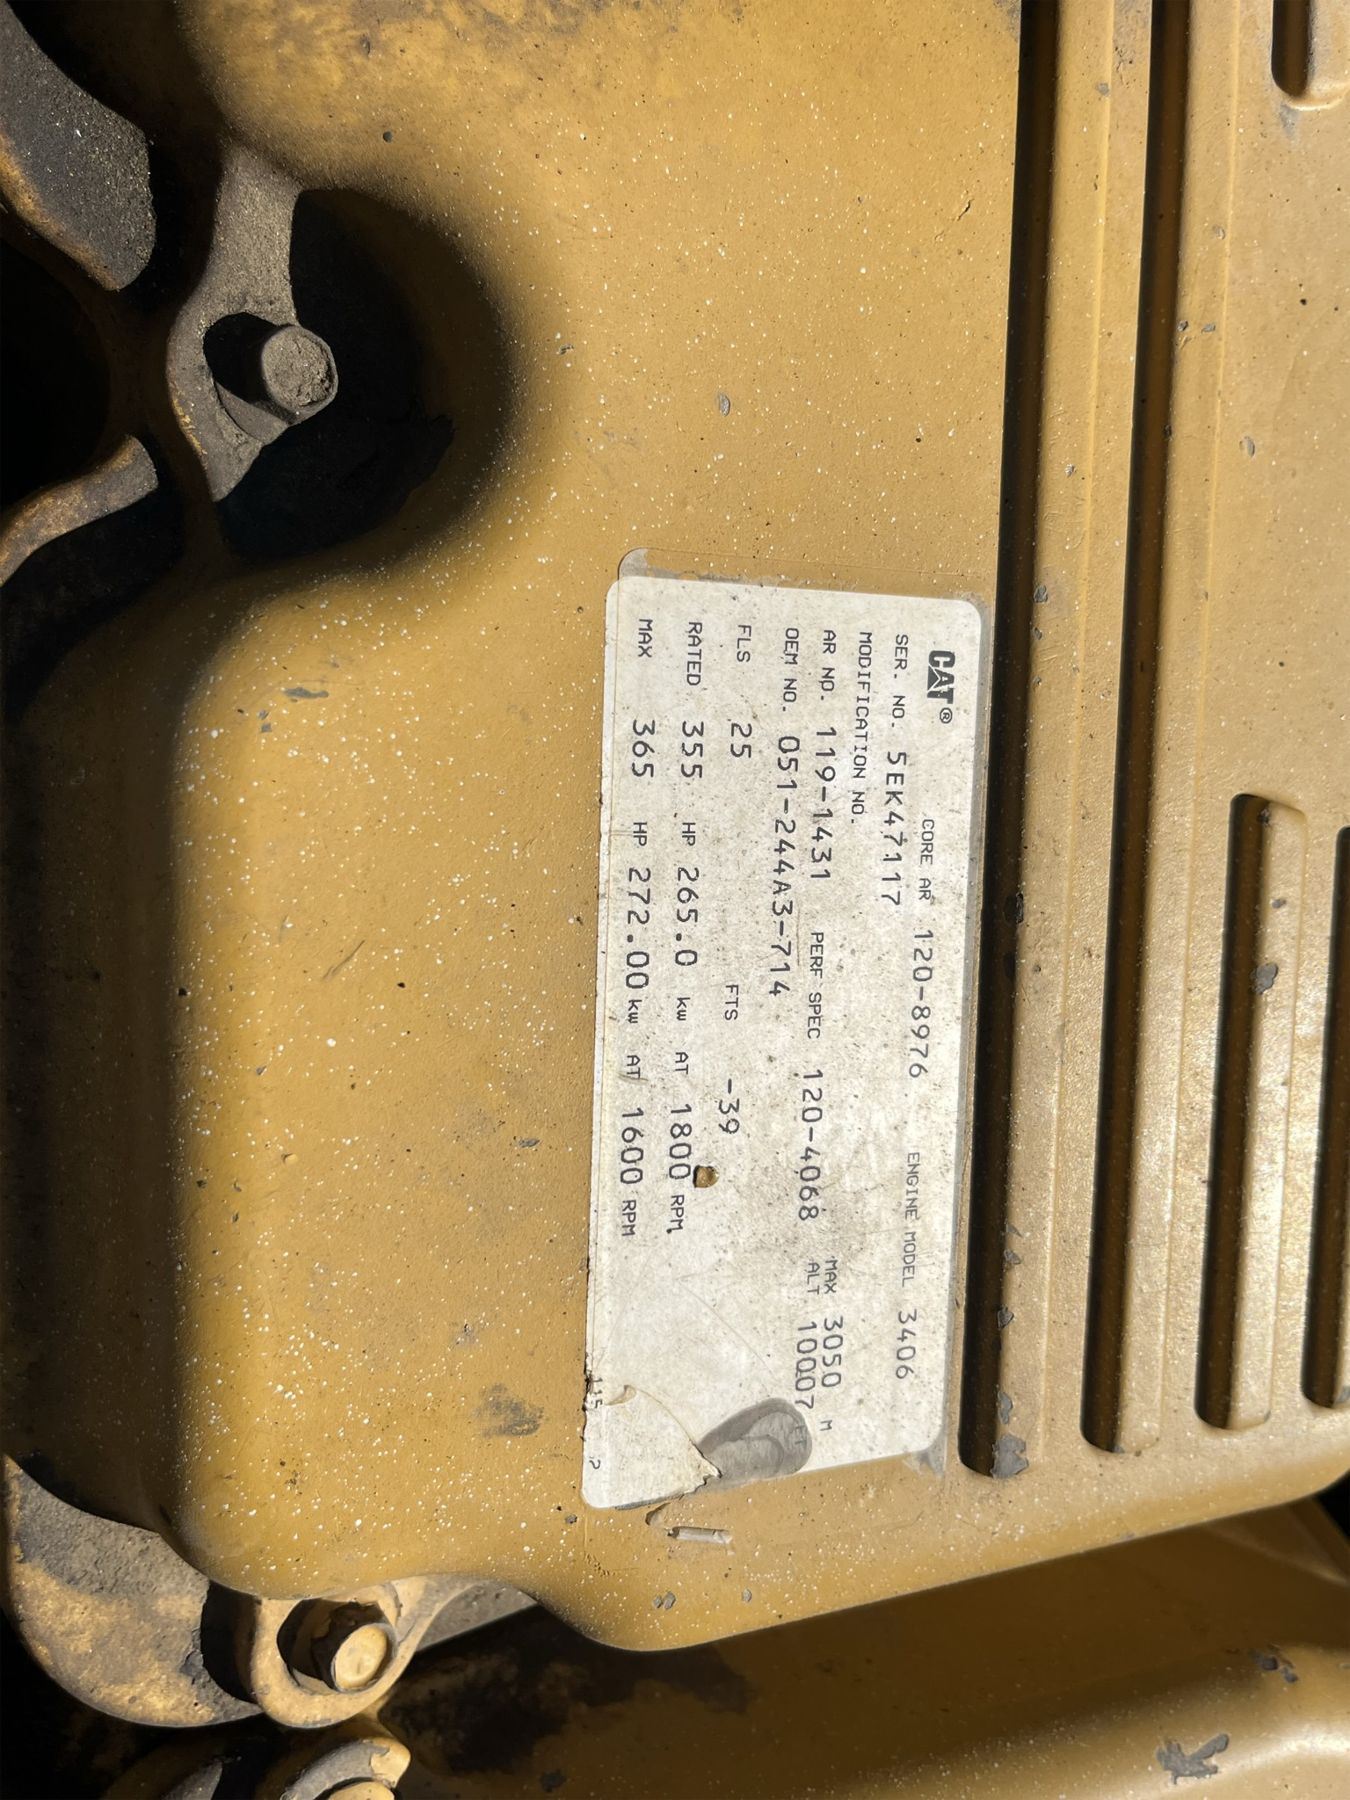 CAT® CORE AR 120-8976 ENGINE MODEL 3406
SER. NO. 5EK47117
MODIFICATION NO.
AR NO. 119-1431 PERF SPEC 120-4068 MAX ALT 3050 M
10007 FT
OEM NO. 051-244A3-714
FLS 25 FTS -39
RATED 355 HP 265.0 kW AT 1800 RPM
MAX 365 HP 272.00 kW AT 1600 RPM